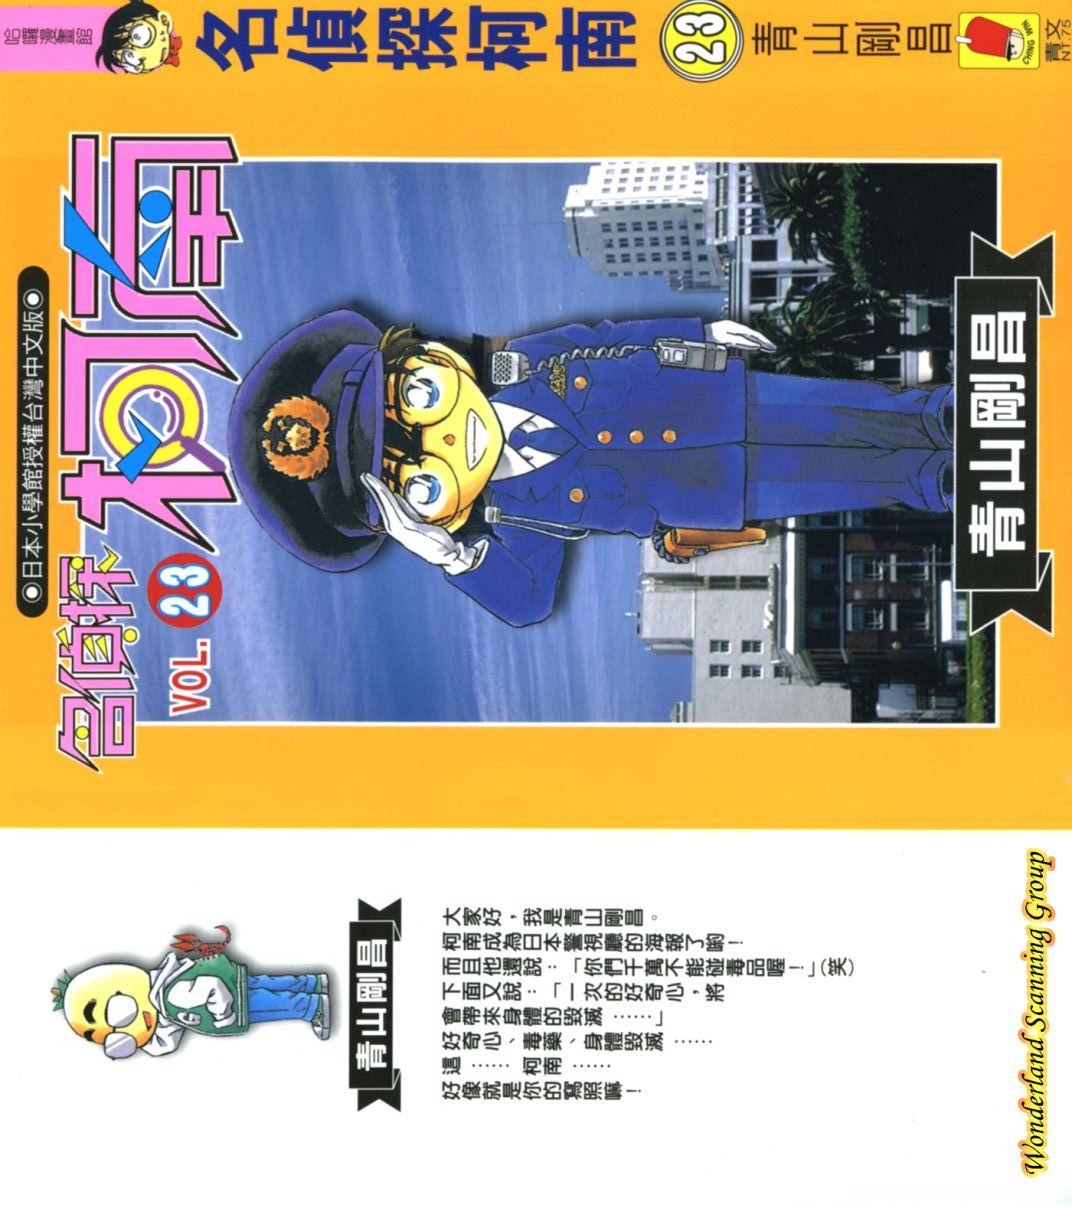 哈囉漫畫館
名偵探柯南
23
青山剛昌
CHING WIN
青文
NT.75
◉日本小學館授權台灣中文版◉
名偵探
柯南
VOL.23
青山剛昌
青山剛昌
大家好，我是青山剛昌。
柯南成為日本警視廳的海報了喲！
而且他還說：「你們千萬不能碰毒品喔！」（笑）
下面又說：「一次的好奇心，將
會帶來身體的毀滅……」
好奇心、毒藥、身體毀滅……
這……柯南……
好像就是你的寫照嘛！
Wonderland Scanning Group